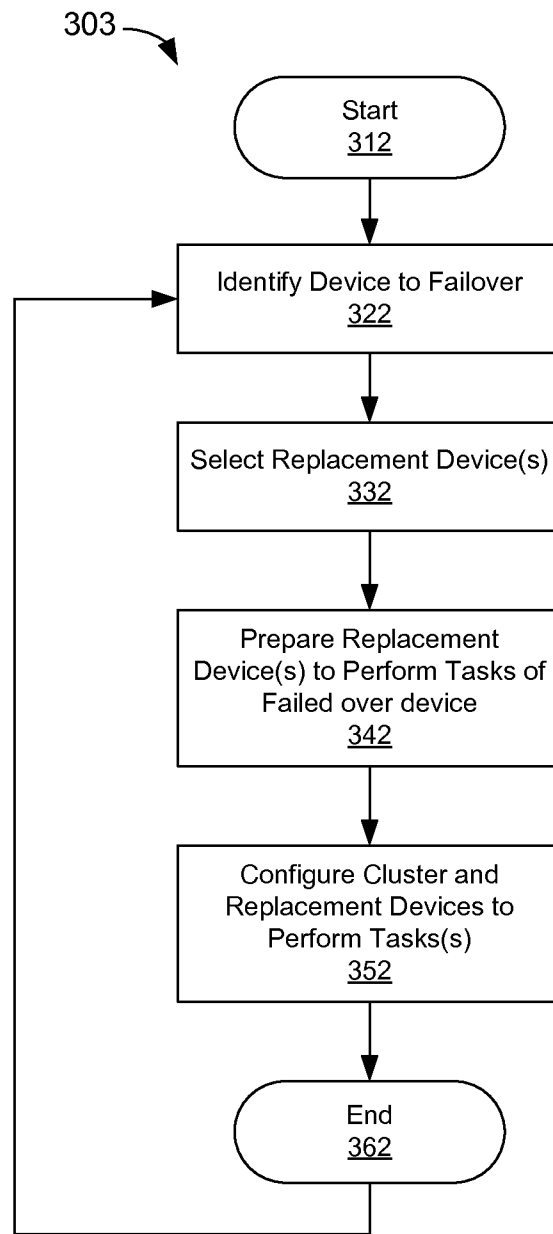 303
Start
312
Identify Device to Failover
322
Select Replacement Device(s)
332
Prepare Replacement
Device(s) to Perform Tasks of
Failed over device
342
Configure Cluster and
Replacement Devices to
Perform Tasks(s)
352
End
362